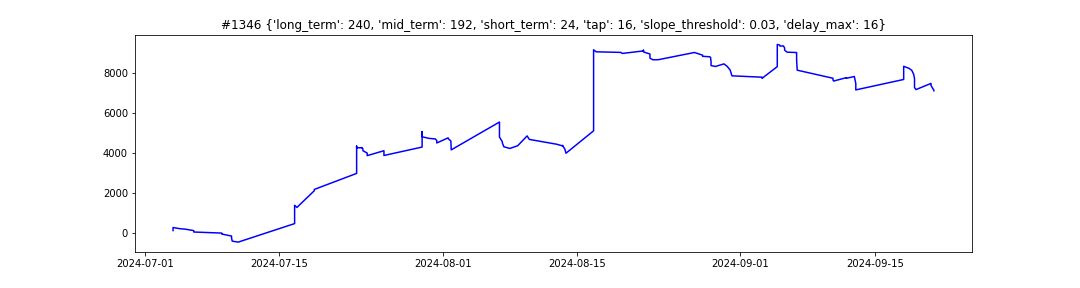 #1346 {'long_term': 240, 'mid_term': 192, 'short_term': 24, 'tap': 16, 'slope_threshold': 0.03, 'delay_max': 16}
8000
6000
4000
2000
0
2024-07-01 2024-07-15 2024-08-01 2024-08-15 2024-09-01 2024-09-15